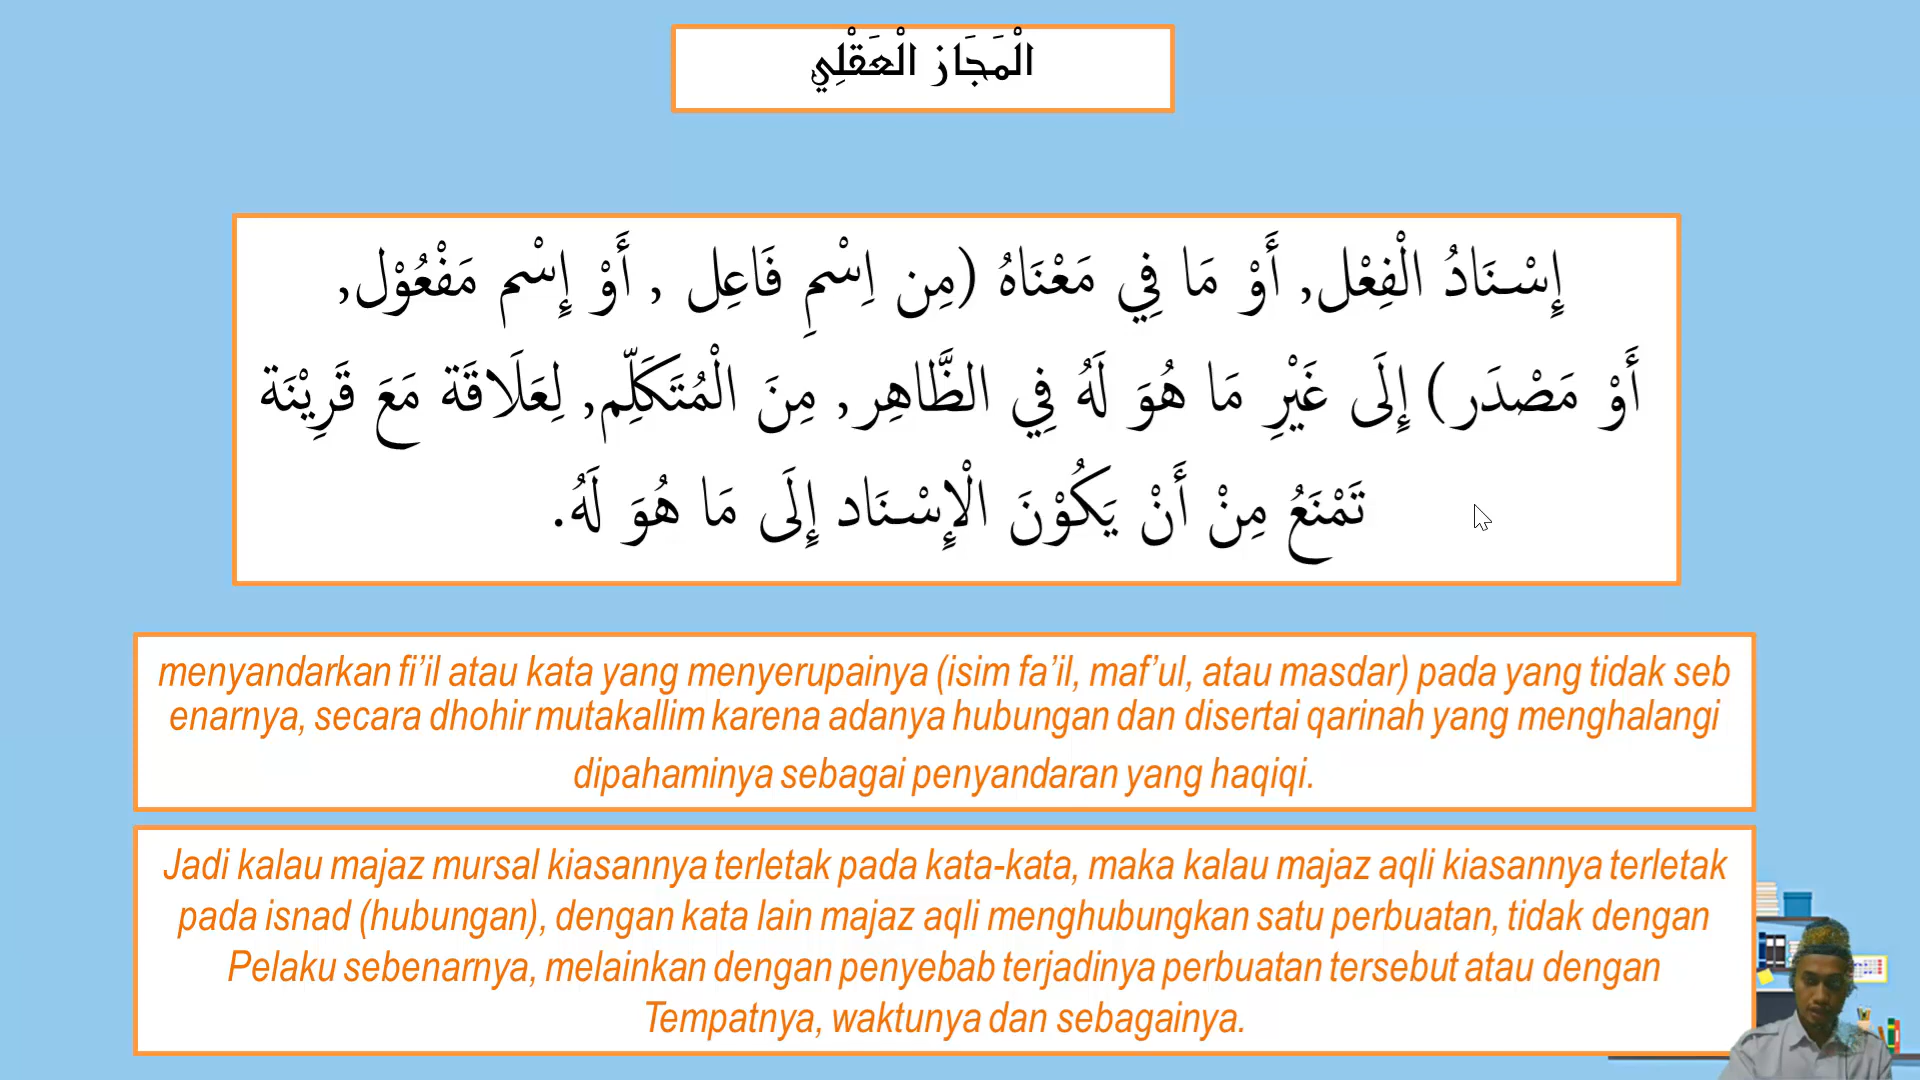 الْمَجَاز الْعَقْلِي
إِسْنَادُ الْفِعْل, أَوْ مَا فِي مَعْنَاهُ (مِن اِسْمِ فَاعِل , أَوْ إِسْم مَفْعُوْل,
أَوْ مَصْدَر) إِلَى غَيْرِ مَا هُوَ لَهُ فِي الظَّاهِر, مِنَ الْمُتَكَلِّم, لِعَلَاقَة مَعَ قَرِيْنَة
تَمْنَعُ مِنْ أَنْ يَكُوْنَ الْإِسْنَاد إِلَى مَا هُوَ لَهُ.
menyandarkan fi’il atau kata yang menyerupainya (isim fa’il, maf’ul, atau masdar) pada yang tidak seb
enarnya, secara dhohir mutakallim karena adanya hubungan dan disertai qarinah yang menghalangi
dipahaminya sebagai penyandaran yang haqiqi.
Jadi kalau majaz mursal kiasannya terletak pada kata-kata, maka kalau majaz aqli kiasannya terletak
pada isnad (hubungan), dengan kata lain majaz aqli menghubungkan satu perbuatan, tidak dengan
Pelaku sebenarnya, melainkan dengan penyebab terjadinya perbuatan tersebut atau dengan
Tempatnya, waktunya dan sebagainya.